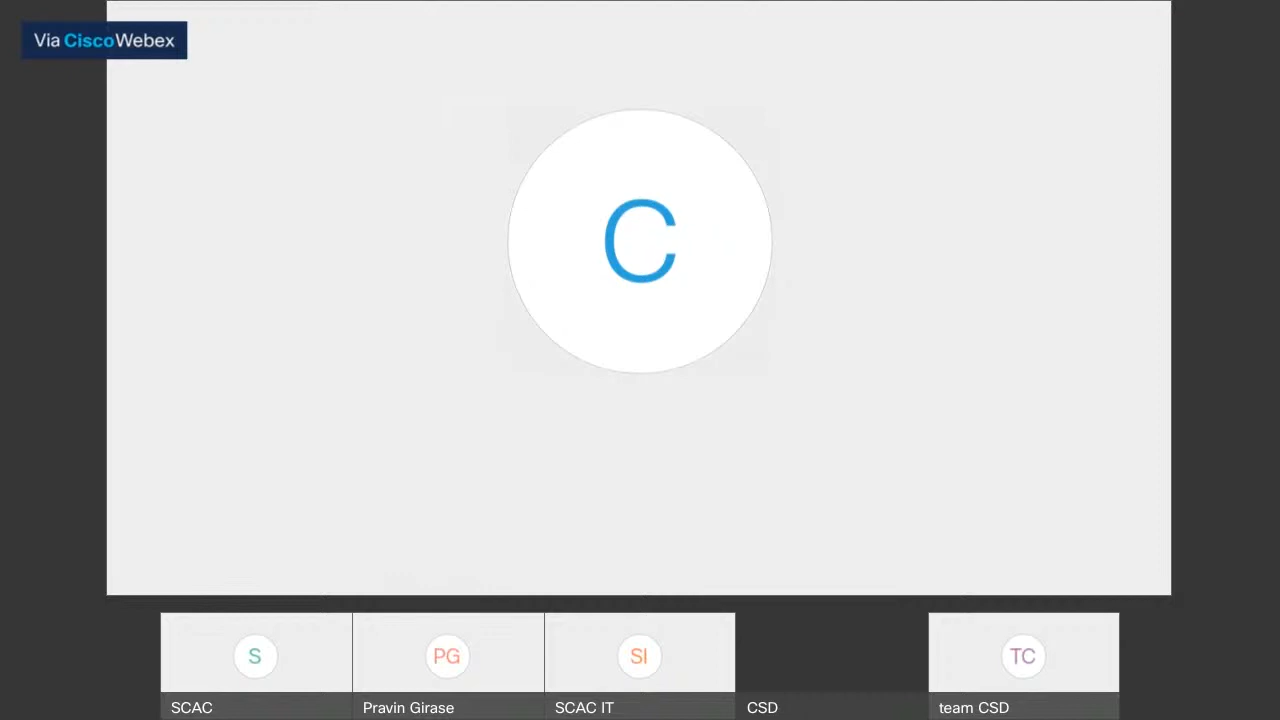 Via CiscoWebex
C
S
PG
SI
TC
SCAC
Pravin Girase
SCAC IT
CSD
team CSD